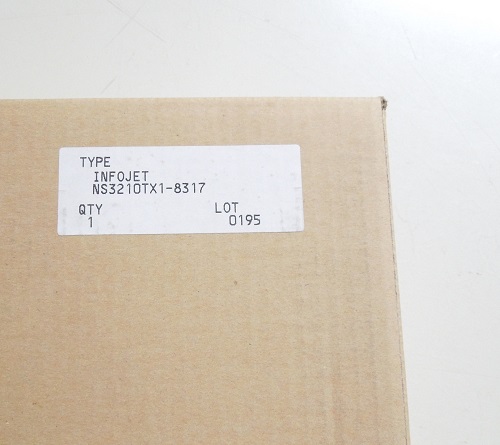 TYPE
INFOJET
NS3210TX1-8317
QTY LOT
1 0195